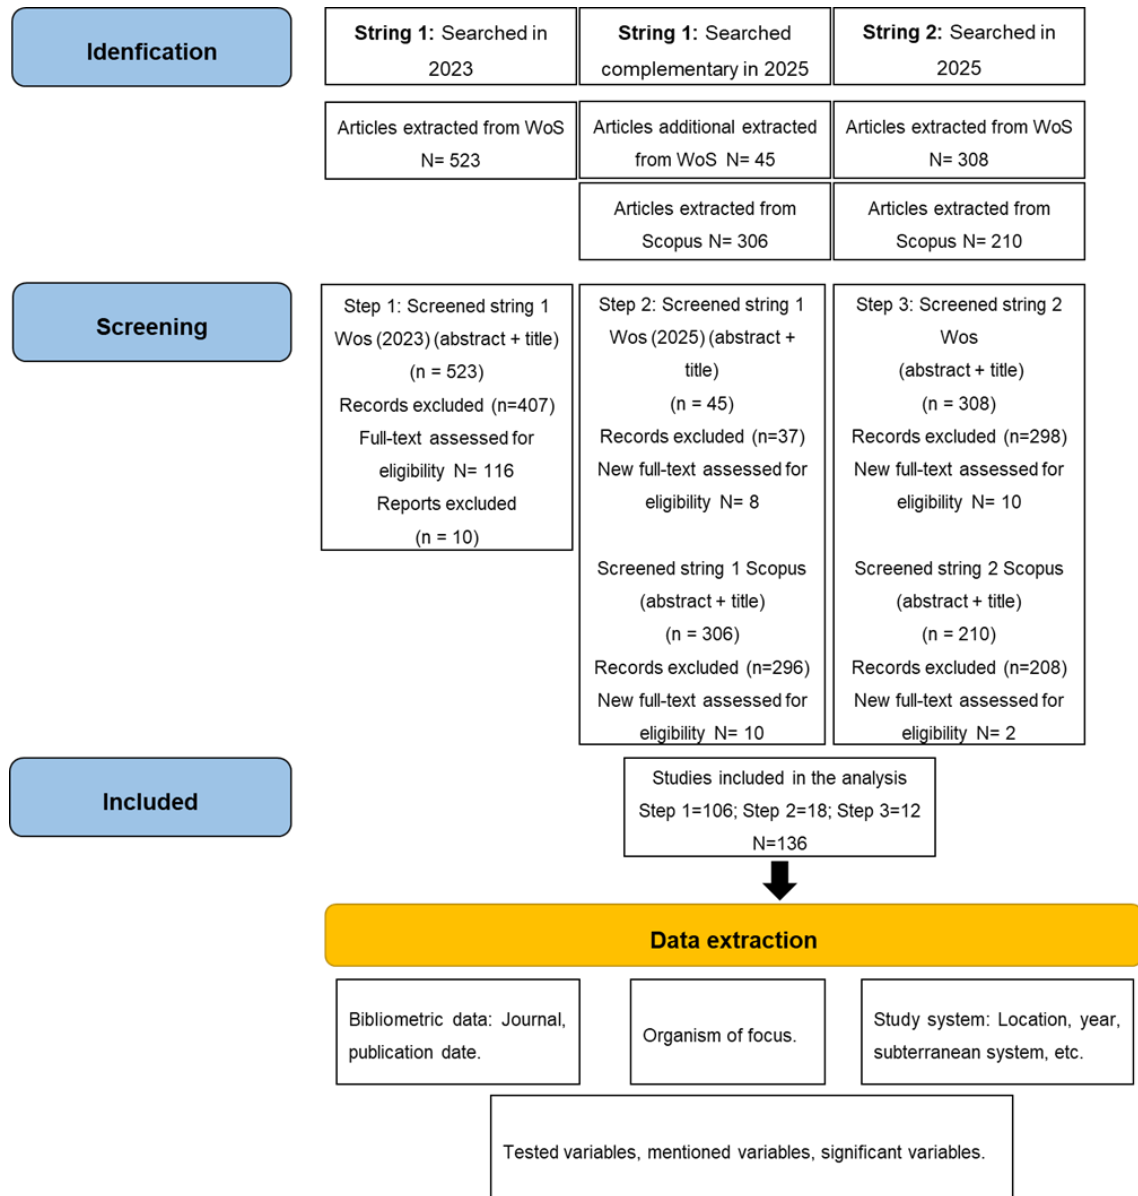 Idenfication
String 1: Searched in
2023
String 1: Searched
complementary in 2025
String 2: Searched in
2025
Articles extracted from WoS
N= 523
Articles additional extracted
from WoS N= 45
Articles extracted from WoS
N= 308
Articles extracted from
Scopus N= 306
Articles extracted from
Scopus N= 210
Screening
Step 1: Screened string 1
Wos (2023) (abstract + title)
(n = 523)
Records excluded (n=407)
Full-text assessed for
eligibility N= 116
Reports excluded
(n = 10)
Step 2: Screened string 1
Wos (2025) (abstract +
title)
(n = 45)
Records excluded (n=37)
New full-text assessed for
eligibility N= 8
Screened string 1 Scopus
(abstract + title)
(n = 306)
Records excluded (n=296)
New full-text assessed for
eligibility N= 10
Step 3: Screened string 2
Wos
(abstract + title)
(n = 308)
Records excluded (n=298)
New full-text assessed for
eligibility N= 10
Screened string 2 Scopus
(abstract + title)
(n = 210)
Records excluded (n=208)
New full-text assessed for
eligibility N= 2
Included
Studies included in the analysis
Step 1=106; Step 2=18; Step 3=12
N=136
Data extraction
Bibliometric data: Journal,
publication date.
Organism of focus.
Study system: Location, year,
subterranean system, etc.
Tested variables, mentioned variables, significant variables.